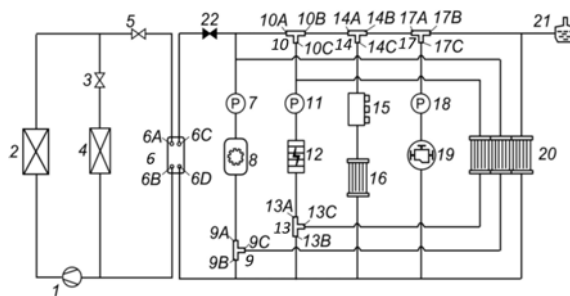 5 22 10A 10B 14A 14B 17A 17B 21
10 10C 14 14C 17 17C
3 P 7 P 11 15 P 18
2 4 6A 6C 6 8 12 19 20
6B 6D 16
13A 13C
13
9A 9C 13B
9B 9
1